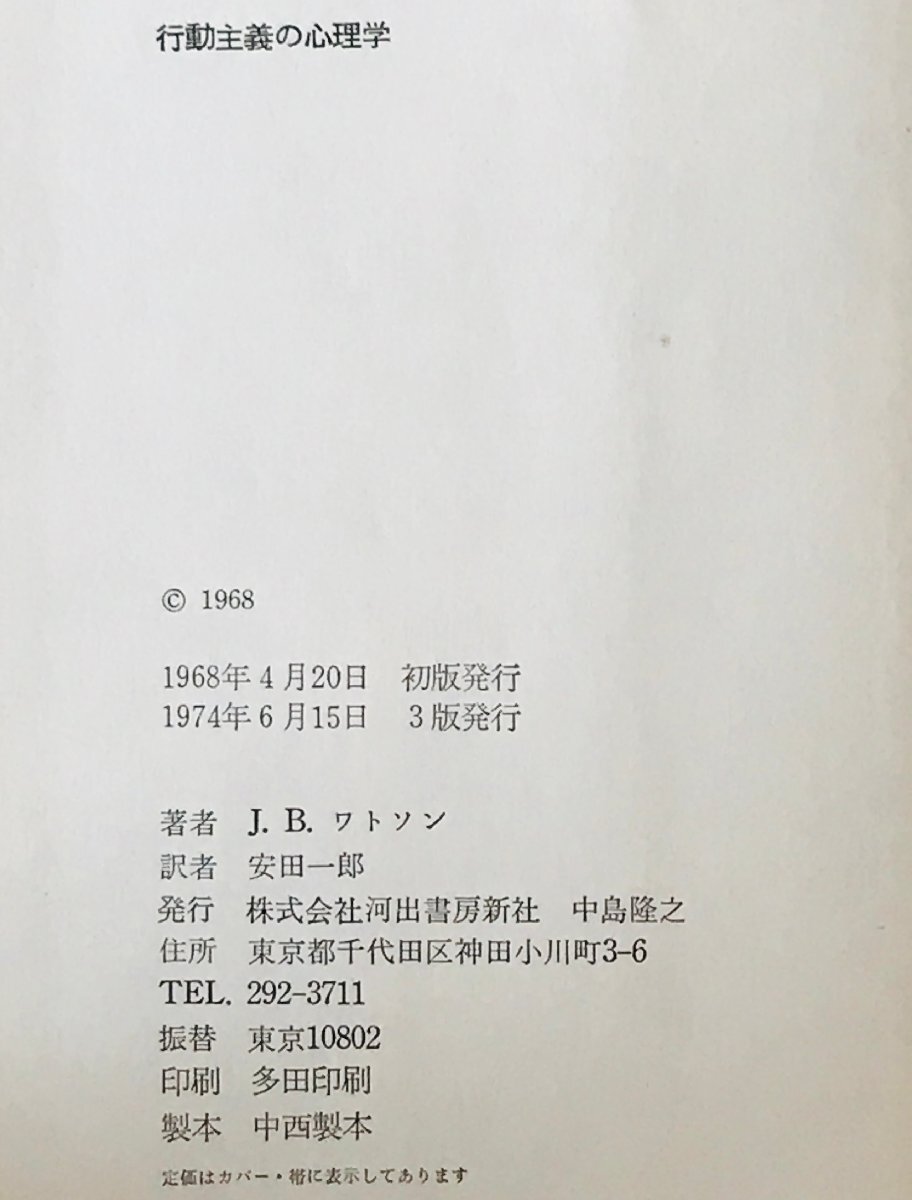 行動主義の心理学
© 1968
1968年4月20日 初版発行
1974年6月15日 3版発行
著者 J. B. ワトソン
訳者 安田一郎
発行 株式会社河出書房新社 中島隆之
住所 東京都千代田区神田小川町3-6
TEL. 292-3711
振替 東京10802
印刷 多田印刷
製本 中西製本
定価はカバー・帯に表示してあります